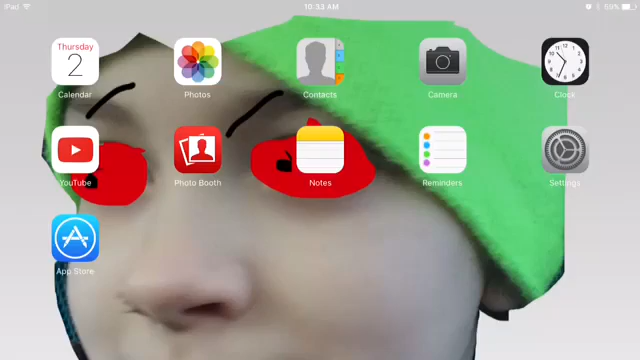 iPad
10:33 AM
59%
Thursday
2
Calendar
Photos
Contacts
Camera
Clock
YouTube
Photo Booth
Notes
Reminders
Settings
App Store